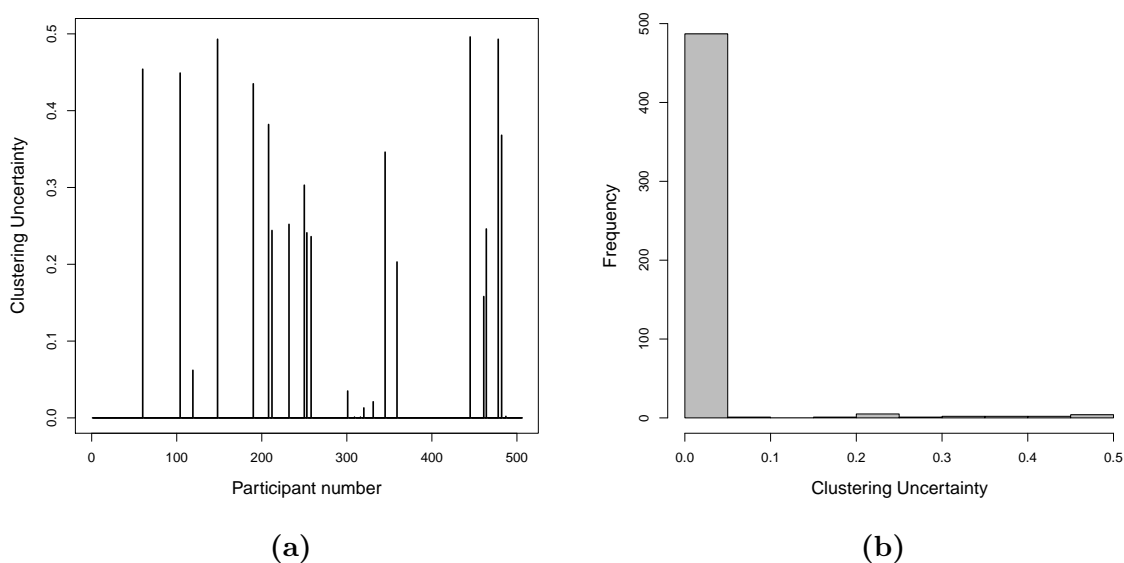 0.5
0.4
0.3
0.2
0.1
0.0
Clustering Uncertainty
0 100 200 300 400 500
Participant number
(a)
500
400
300
200
100
0
Frequency
0.0 0.1 0.2 0.3 0.4 0.5
Clustering Uncertainty
(b)